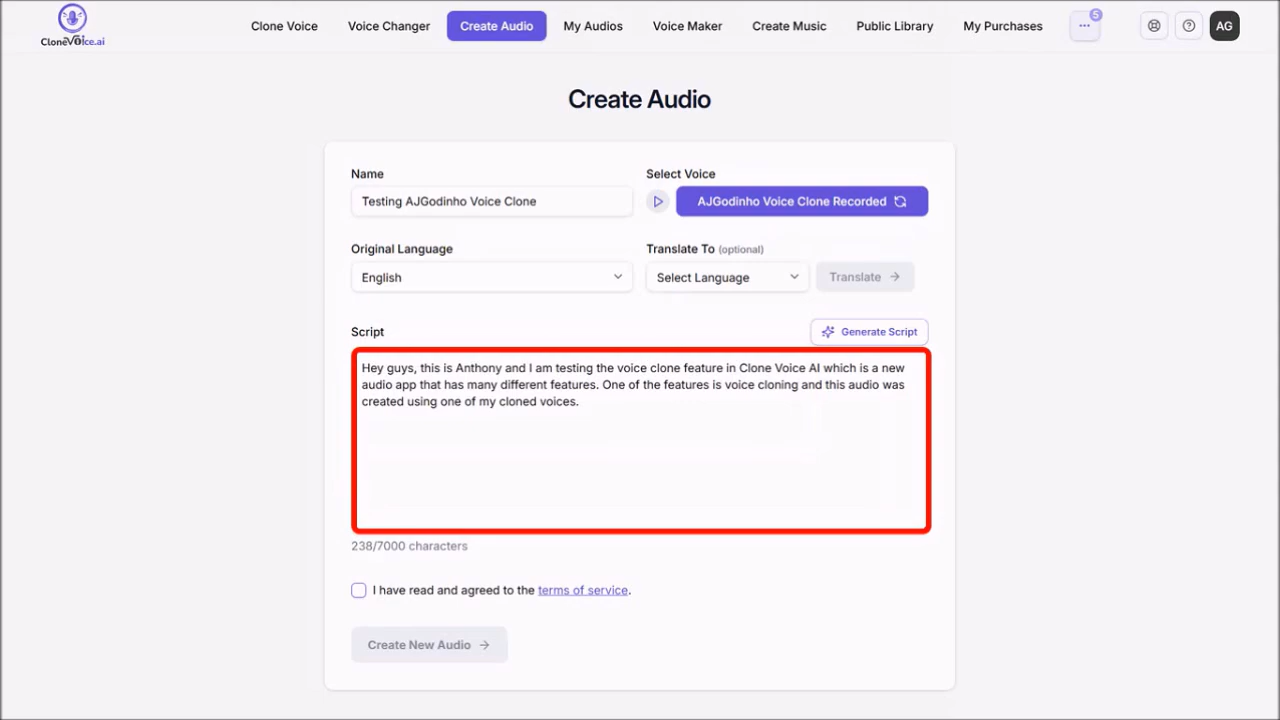 CloneVoice.ai
Clone Voice
Voice Changer
Create Audio
My Audios
Voice Maker
Create Music
Public Library
My Purchases
5
AG
Create Audio
Name
Select Voice
Testing AJGodinho Voice Clone
AJGodinho Voice Clone Recorded
Original Language
Translate To (optional)
English
Select Language
Translate
Script
Generate Script
Hey guys, this is Anthony and I am testing the voice clone feature in Clone Voice AI which is a new
audio app that has many different features. One of the features is voice cloning and this audio was
created using one of my cloned voices.
238/7000 characters
I have read and agreed to the terms of service.
Create New Audio